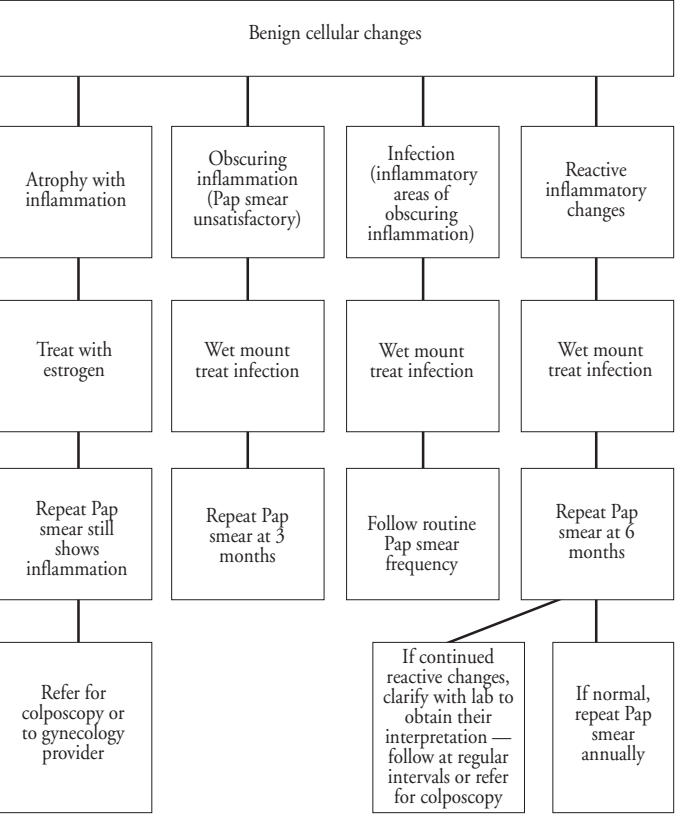 Benign cellular changes
Atrophy with
inflammation
Obscuring
inflammation
(Pap smear
unsatisfactory)
Infection
(inflammatory
areas of
obscuring
inflammation)
Reactive
inflammatory
changes
Treat with
estrogen
Wet mount
treat infection
Wet mount
treat infection
Wet mount
treat infection
Repeat Pap
smear still
shows
inflammation
Repeat Pap
smear at 3
months
Follow routine
Pap smear
frequency
Repeat Pap
smear at 6
months
Refer for
colposcopy or
to gynecology
provider
If continued
reactive changes,
clarify with lab to
obtain their
interpretation —
follow at regular
intervals or refer
for colposcopy
If normal,
repeat Pap
smear
annually